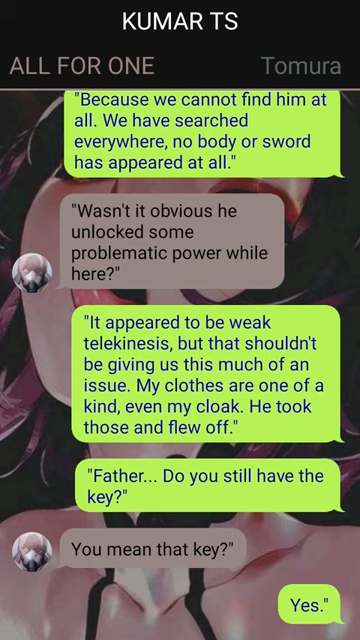 KUMAR TS
ALL FOR ONE
Tomura
"Because we cannot find him at
all. We have searched
everywhere, no body or sword
has appeared at all."
"Wasn't it obvious he
unlocked some
problematic power while
here?"
"It appeared to be weak
telekinesis, but that shouldn't
be giving us this much of an
issue. My clothes are one of a
kind, even my cloak. He took
those and flew off."
"Father... Do you still have the
key?"
You mean that key?"
Yes."